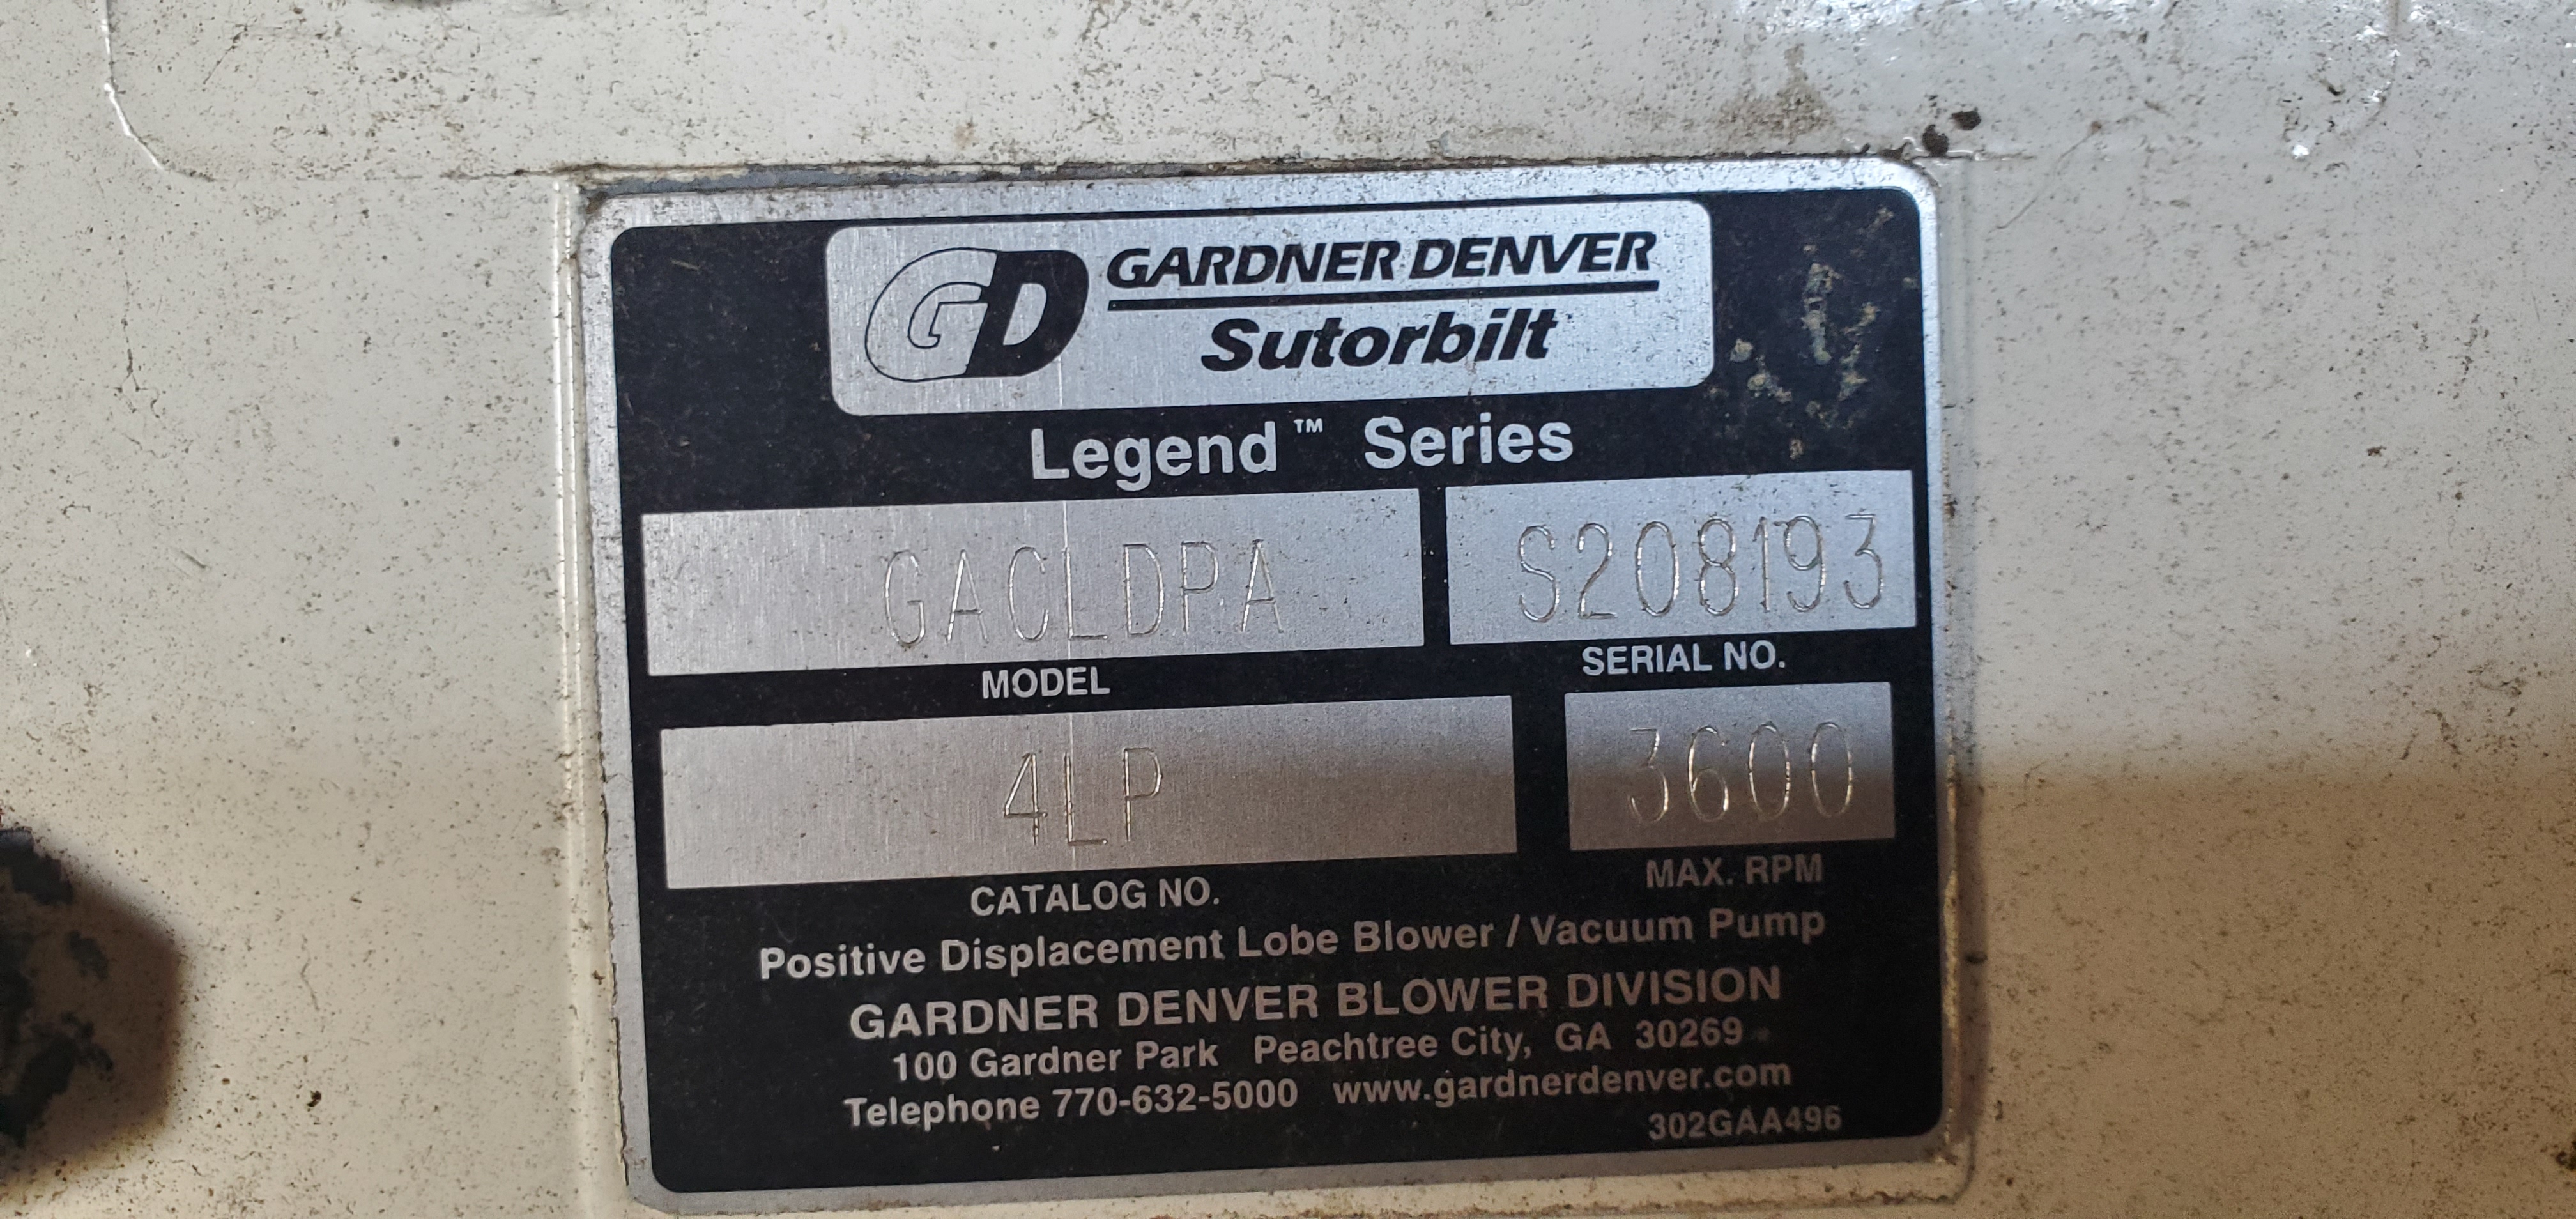 GD GARDNER DENVER
Sutorbilt
Legend™ Series
GACLDPA S208193
MODEL SERIAL NO.
4LP 3600
CATALOG NO. MAX. RPM
Positive Displacement Lobe Blower / Vacuum Pump
GARDNER DENVER BLOWER DIVISION
100 Gardner Park Peachtree City, GA 30269
Telephone 770-632-5000 www.gardnerdenver.com
302GAA496